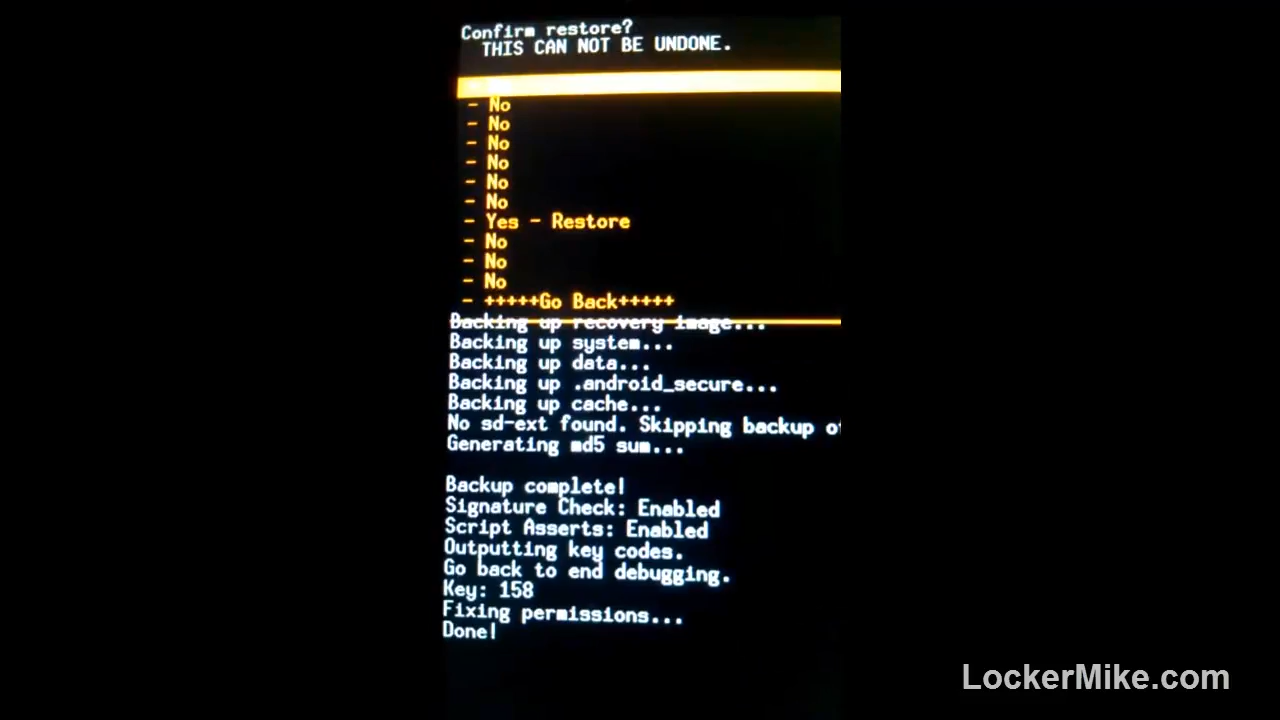 Confirm restore?
THIS CAN NOT BE UNDONE.
- No
- No
- No
- No
- No
- No
- Yes - Restore
- No
- No
- No
- +++++Go Back+++++
Backing up recovery image...
Backing up system...
Backing up data...
Backing up .android_secure...
Backing up cache...
No sd-ext found. Skipping backup of
Generating md5 sum...
Backup complete!
Signature Check: Enabled
Script Asserts: Enabled
Outputting key codes.
Go back to end debugging.
Key: 158
Fixing permissions...
Done!
LockerMike.com